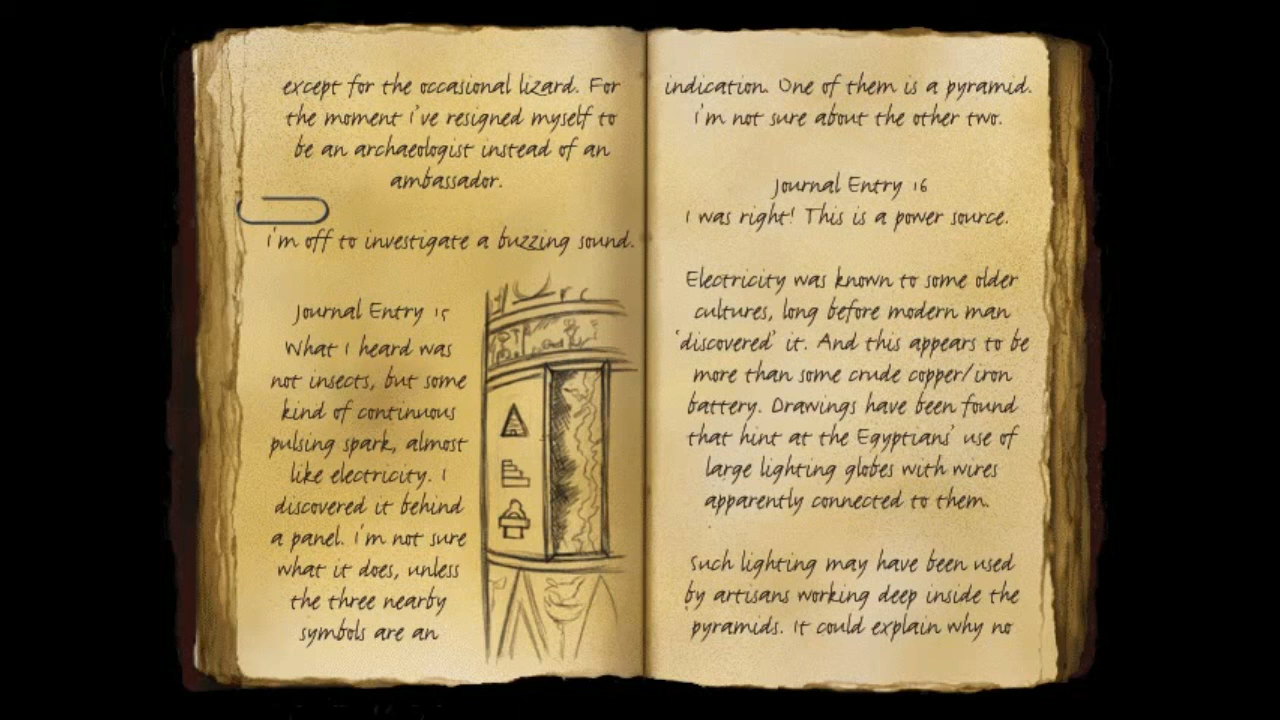 except for the occasional lizard. For
the moment i've resigned myself to
be an archaeologist instead of an
ambassador.
i'm off to investigate a buzzing sound.
Journal Entry 15
What I heard was
not insects, but some
kind of continuous
pulsing spark, almost
like electricity. I
discovered it behind
a panel. i'm not sure
what it does, unless
the three nearby
symbols are an
indication. One of them is a pyramid.
i'm not sure about the other two.
Journal Entry 16
I was right! This is a power source.
Electricity was known to some older
cultures, long before modern man
'discovered' it. And this appears to be
more than some crude copper/iron
battery. Drawings have been found
that hint at the Egyptians' use of
large lighting globes with wires
apparently connected to them.
Such lighting may have been used
by artisans working deep inside the
pyramids. It could explain why no